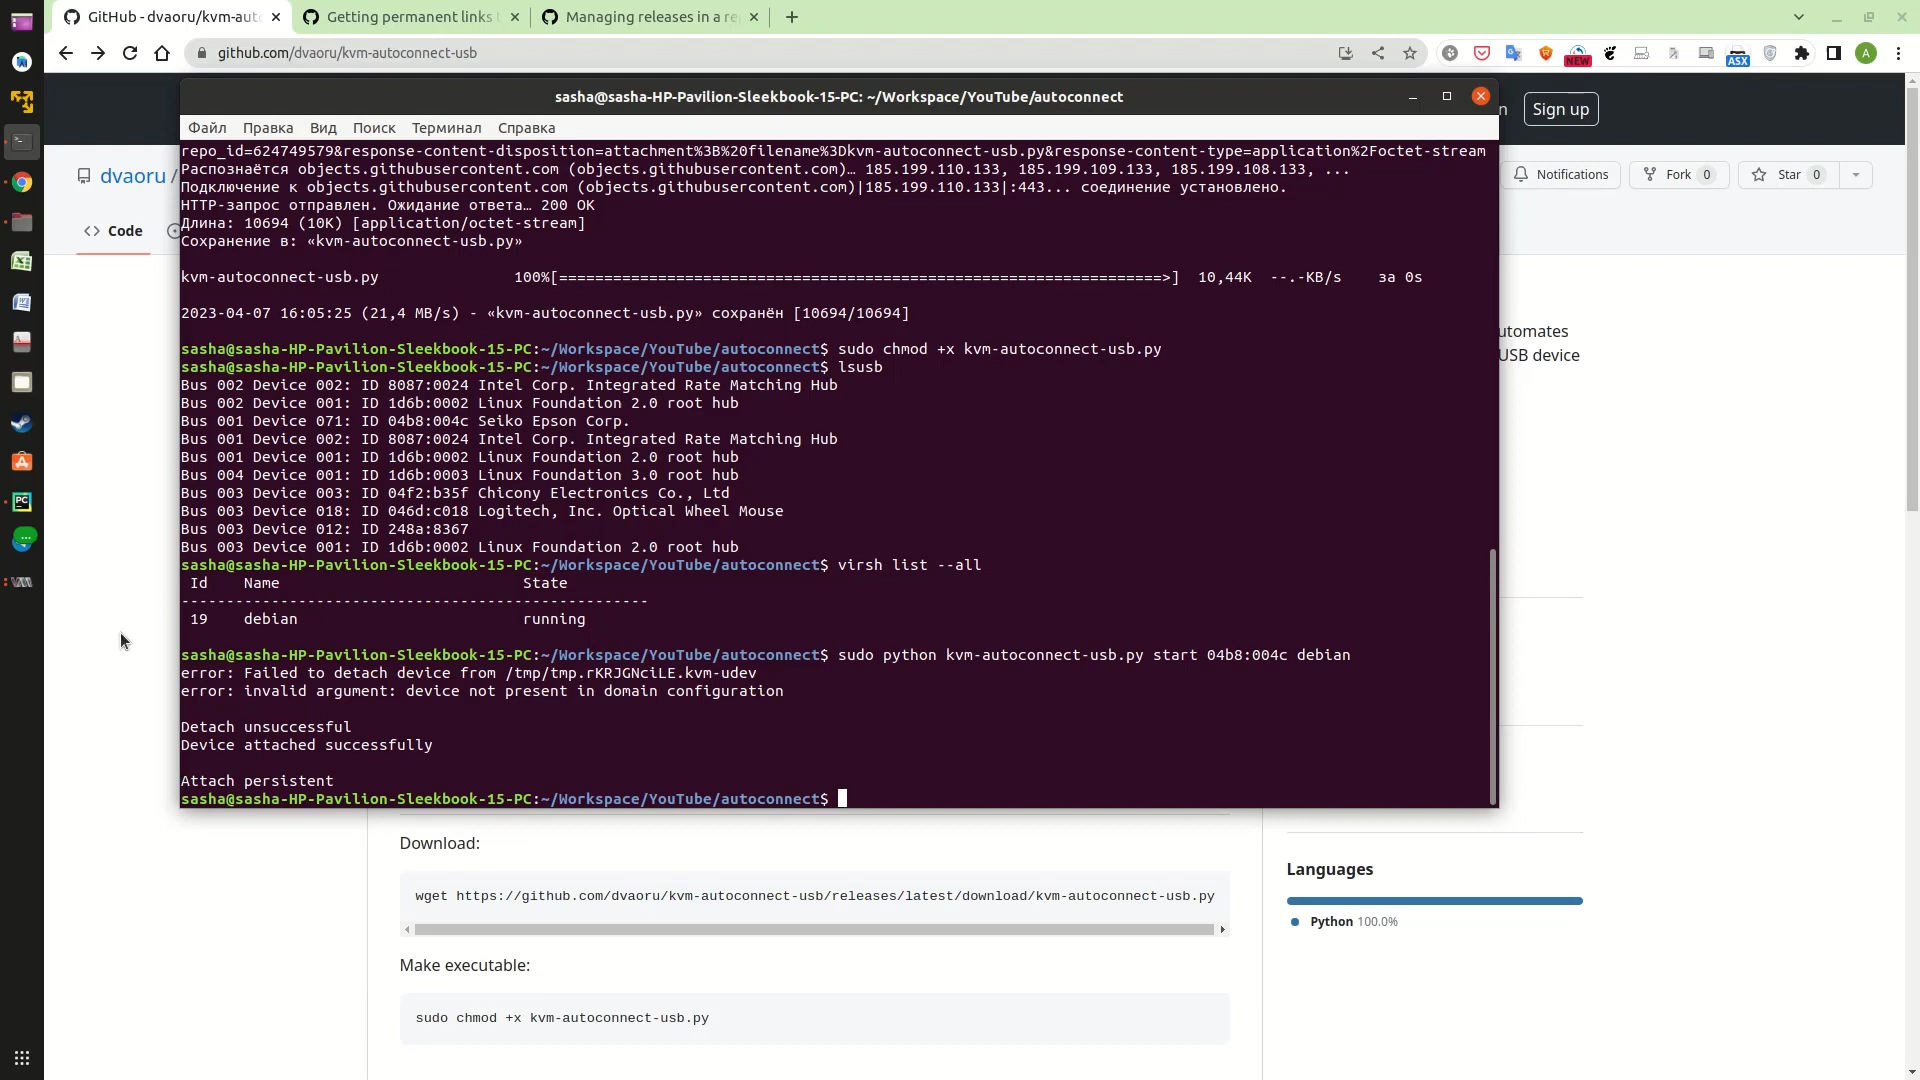 GitHub - dvaoru/kvm-aut
Getting permanent links
Managing releases in a re
github.com/dvaoru/kvm-autoconnect-usb
NEW
ASX
A
sasha@sasha-HP-Pavilion-Sleekbook-15-PC: ~/Workspace/YouTube/autoconnect
Sign up
Файл Правка Вид Поиск Терминал Справка
repo_id=624749579&response-content-disposition=attachment%3B%20filename%3Dkvm-autoconnect-usb.py&response-content-type=application%2Foctet-stream
Распознаётся objects.githubusercontent.com (objects.githubusercontent.com)… 185.199.110.133, 185.199.109.133, 185.199.108.133, ...
Подключение к objects.githubusercontent.com (objects.githubusercontent.com)|185.199.110.133|:443... соединение установлено.
HTTP-запрос отправлен. Ожидание ответа… 200 OK
Длина: 10694 (10K) [application/octet-stream]
Сохранение в: «kvm-autoconnect-usb.py»
kvm-autoconnect-usb.py 100%[===================================================================>] 10,44K --.-KB/s за 0s
2023-04-07 16:05:25 (21,4 MB/s) - «kvm-autoconnect-usb.py» сохранён [10694/10694]
sasha@sasha-HP-Pavilion-Sleekbook-15-PC:~/Workspace/YouTube/autoconnect$ sudo chmod +x kvm-autoconnect-usb.py
sasha@sasha-HP-Pavilion-Sleekbook-15-PC:~/Workspace/YouTube/autoconnect$ lsusb
Bus 002 Device 002: ID 8087:0024 Intel Corp. Integrated Rate Matching Hub
Bus 002 Device 001: ID 1d6b:0002 Linux Foundation 2.0 root hub
Bus 001 Device 071: ID 04b8:004c Seiko Epson Corp.
Bus 001 Device 002: ID 8087:0024 Intel Corp. Integrated Rate Matching Hub
Bus 001 Device 001: ID 1d6b:0002 Linux Foundation 2.0 root hub
Bus 004 Device 001: ID 1d6b:0003 Linux Foundation 3.0 root hub
Bus 003 Device 003: ID 04f2:b35f Chicony Electronics Co., Ltd
Bus 003 Device 018: ID 046d:c018 Logitech, Inc. Optical Wheel Mouse
Bus 003 Device 012: ID 248a:8367
Bus 003 Device 001: ID 1d6b:0002 Linux Foundation 2.0 root hub
sasha@sasha-HP-Pavilion-Sleekbook-15-PC:~/Workspace/YouTube/autoconnect$ virsh list --all
Id Name State
----------------------------------------------------
19 debian running
sasha@sasha-HP-Pavilion-Sleekbook-15-PC:~/Workspace/YouTube/autoconnect$ sudo python kvm-autoconnect-usb.py start 04b8:004c debian
error: Failed to detach device from /tmp/tmp.rKRJGNciLE.kvm-udev
error: invalid argument: device not present in domain configuration
Detach unsuccessful
Device attached successfully
Attach persistent
sasha@sasha-HP-Pavilion-Sleekbook-15-PC:~/Workspace/YouTube/autoconnect$
dvaoru /
Notifications
Fork 0
Star 0
<> Code
utomates
USB device
Download:
wget https://github.com/dvaoru/kvm-autoconnect-usb/releases/latest/download/kvm-autoconnect-usb.py
Make executable:
sudo chmod +x kvm-autoconnect-usb.py
Languages
Python 100.0%
PC